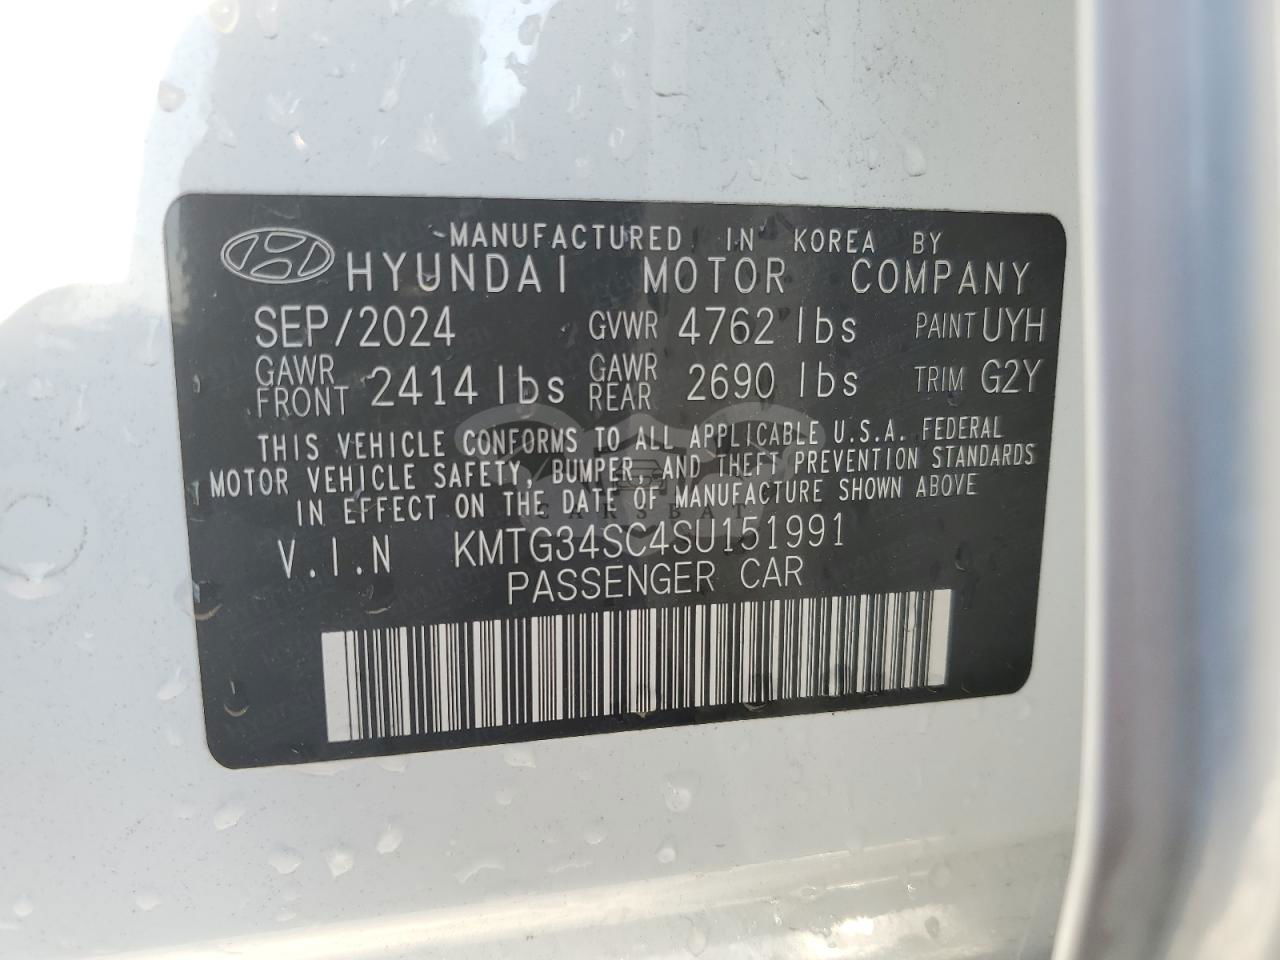 MANUFACTURED IN KOREA BY
HYUNDAI MOTOR COMPANY
SEP/2024 GVWR 4762 lbs PAINT UYH
GAWR FRONT 2414 lbs GAWR REAR 2690 lbs TRIM G2Y
THIS VEHICLE CONFORMS TO ALL APPLICABLE U.S.A. FEDERAL
MOTOR VEHICLE SAFETY, BUMPER, AND THEFT PREVENTION STANDARDS
IN EFFECT ON THE DATE OF MANUFACTURE SHOWN ABOVE
CARSBAT
V.I.N KMTG34SC4SU151991
PASSENGER CAR